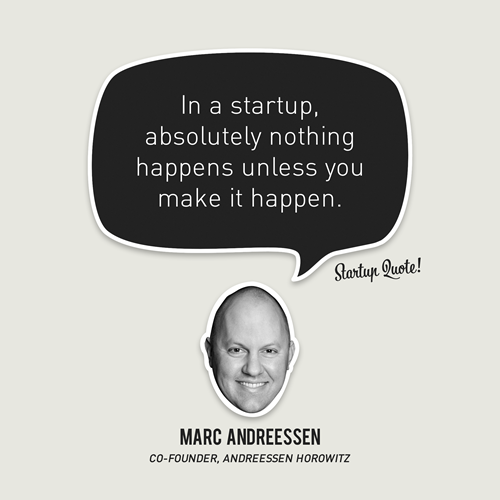 In a startup,
absolutely nothing
happens unless you
make it happen.
Startup Quote!
MARC ANDREESSEN
CO-FOUNDER, ANDREESSEN HOROWITZ